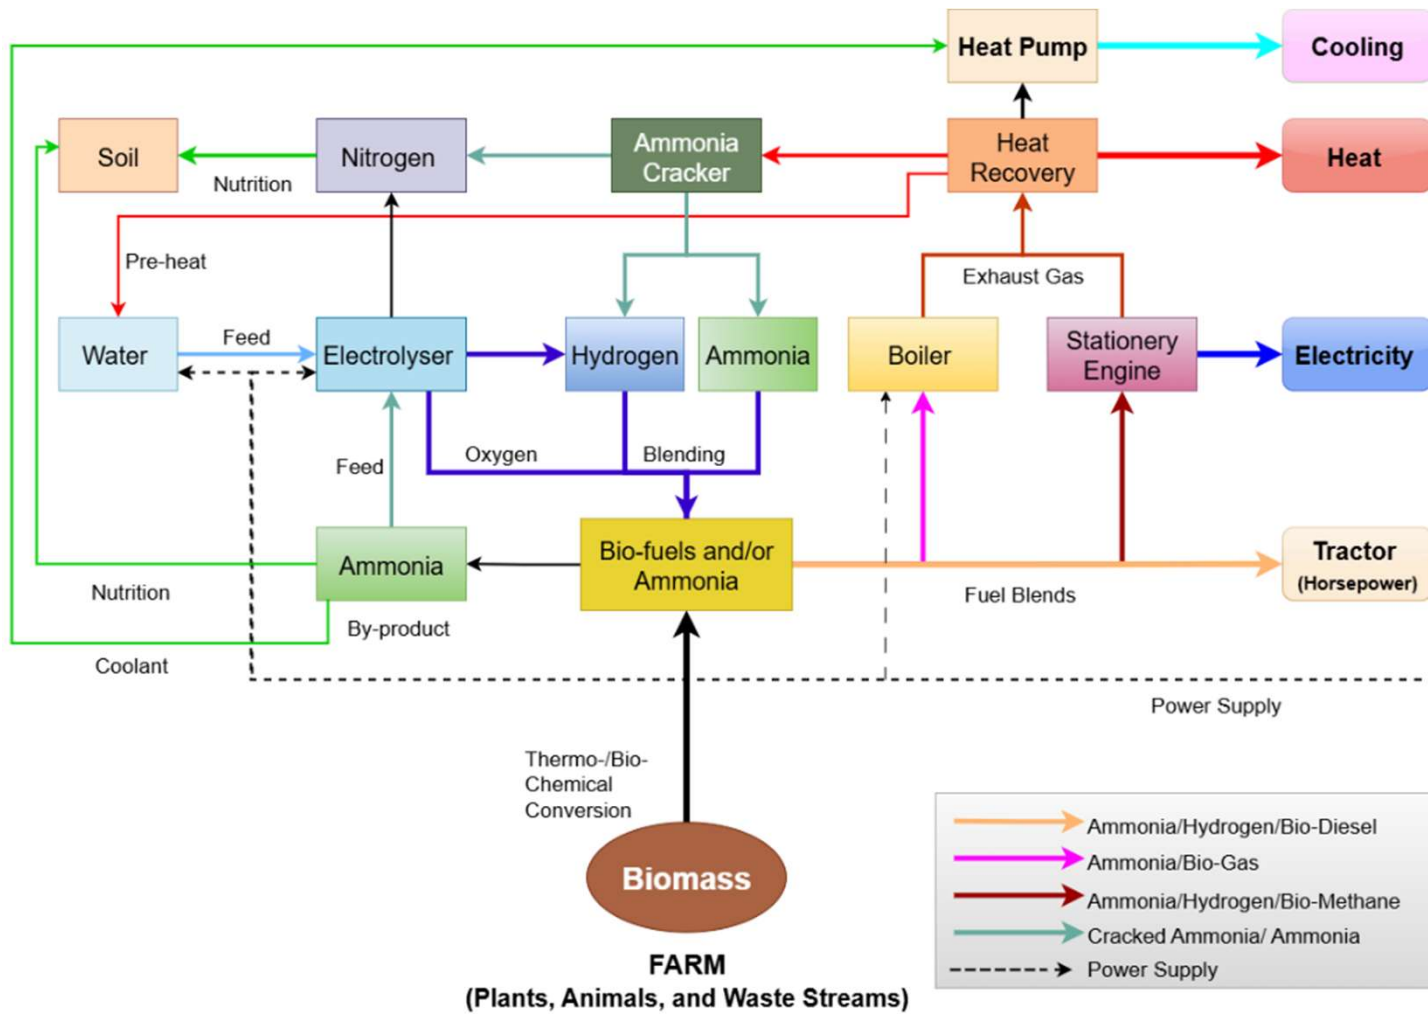 Heat Pump
Cooling
Soil
Nutrition
Nitrogen
Ammonia
Cracker
Heat
Recovery
Heat
Pre-heat
Exhaust Gas
Water
Feed
Electrolyser
Hydrogen
Ammonia
Boiler
Stationery
Engine
Electricity
Feed
Oxygen
Blending
Ammonia
Bio-fuels and/or
Ammonia
Tractor
(Horsepower)
Nutrition
Fuel Blends
By-product
Coolant
Power Supply
Thermo-/Bio-
Chemical
Conversion
Biomass
FARM
(Plants, Animals, and Waste Streams)
Ammonia/Hydrogen/Bio-Diesel
Ammonia/Bio-Gas
Ammonia/Hydrogen/Bio-Methane
Cracked Ammonia/ Ammonia
Power Supply